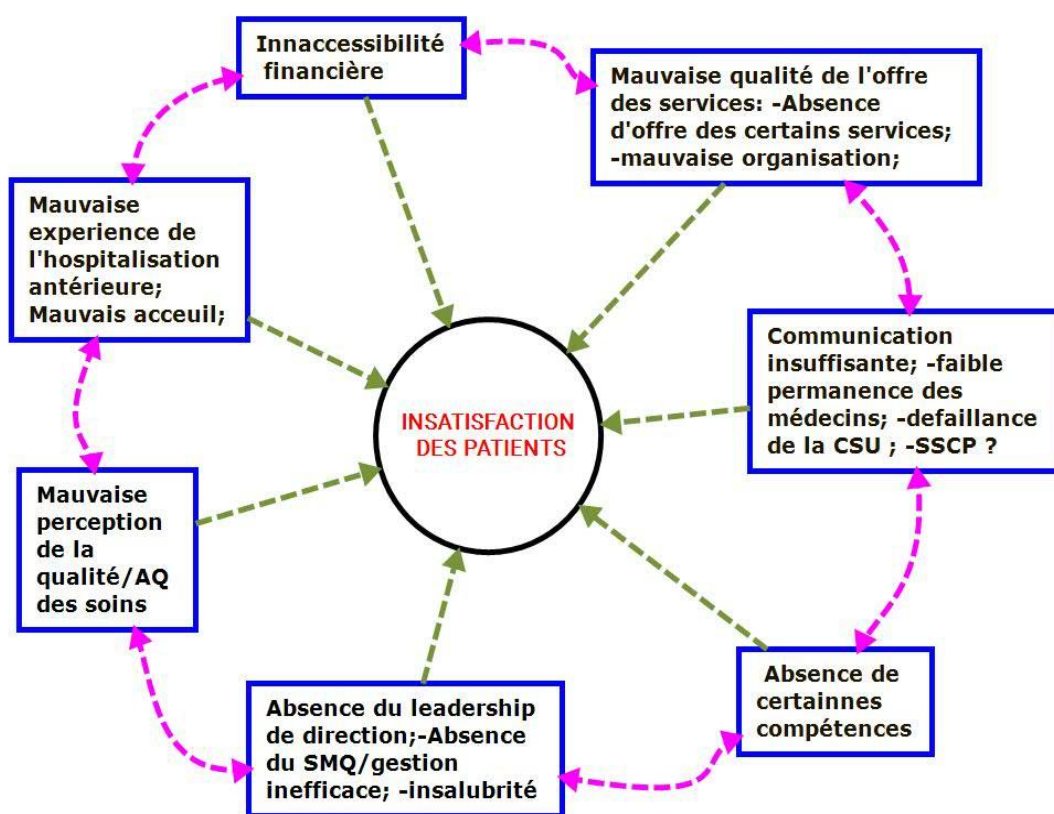 Innaccessibilité
financière
Mauvaise qualité de l'offre
des services: -Absence
d'offre des certains services;
-mauvaise organisation;
Mauvaise
experience de
l'hospitalisation
antérieure;
Mauvais acceuil;
Communication
insuffisante; -faible
permanence des
médecins; -defaillance
de la CSU ; -SSCP ?
INSATISFACTION
DES PATIENTS
Mauvaise
perception
de la
qualité/AQ
des soins
Absence du leadership
de direction;-Absence
du SMQ/gestion
inefficace; -insalubrité
Absence de
certainnes
compétences